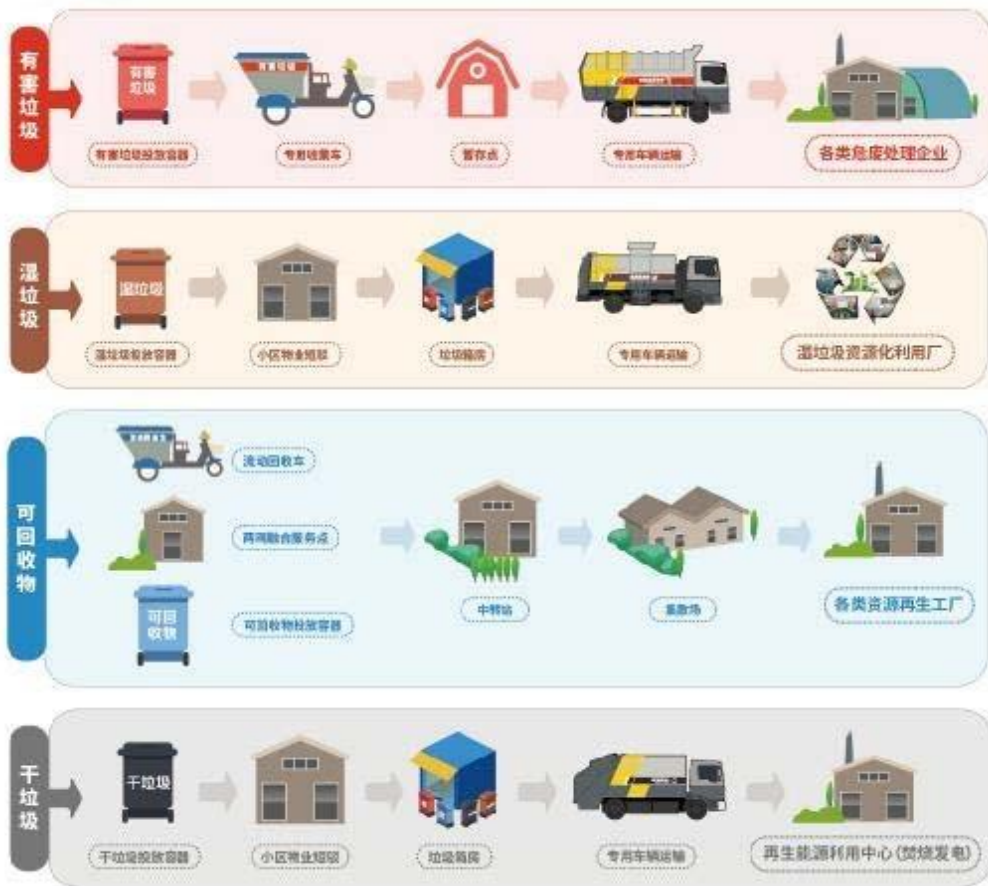 有害垃圾
有害
垃圾
有害垃圾
有害垃圾投放容器
专用收集车
暂存点
专用车辆运输
各类危废处理企业
湿垃圾
湿垃圾
湿垃圾投放容器
小区物业短驳
垃圾箱房
专用车辆运输
湿垃圾资源化利用厂
可回收物
流动回收车
两网融合服务点
可回
收物
可回收物投放容器
中转站
集散场
各类资源再生工厂
干垃圾
干垃圾
干垃圾投放容器
小区物业短驳
垃圾箱房
专用车辆运输
再生能源利用中心(焚烧发电)